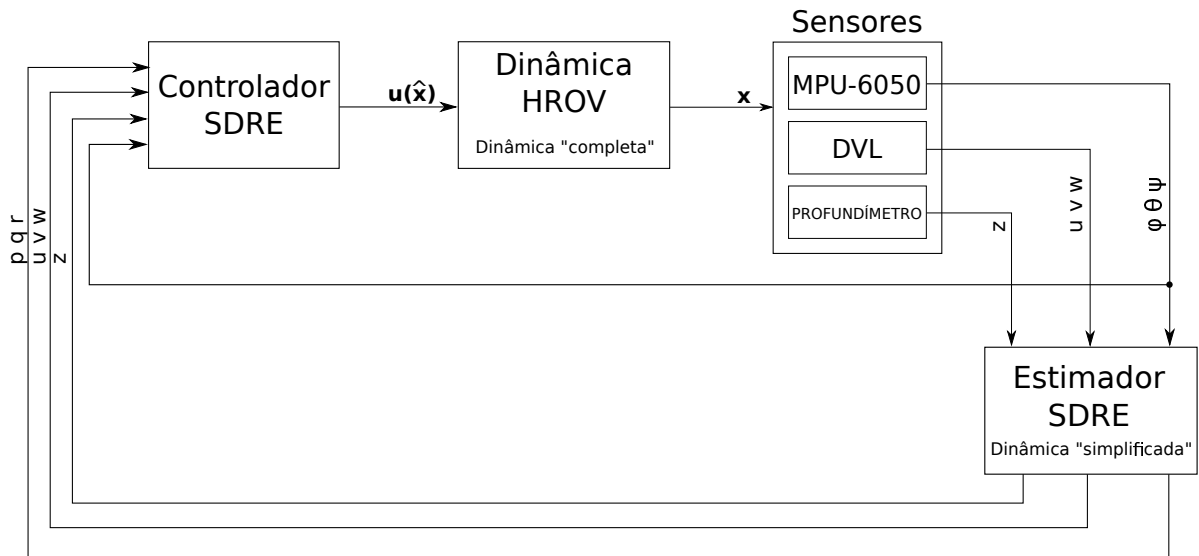 Sensores
Controlador
SDRE
u(x̂)
Dinâmica
HROV
Dinâmica "completa"
x
MPU-6050
DVL
PROFUNDÍMETRO
z
u v w
φ θ ψ
p q r
u v w
z
Estimador
SDRE
Dinâmica "simplificada"